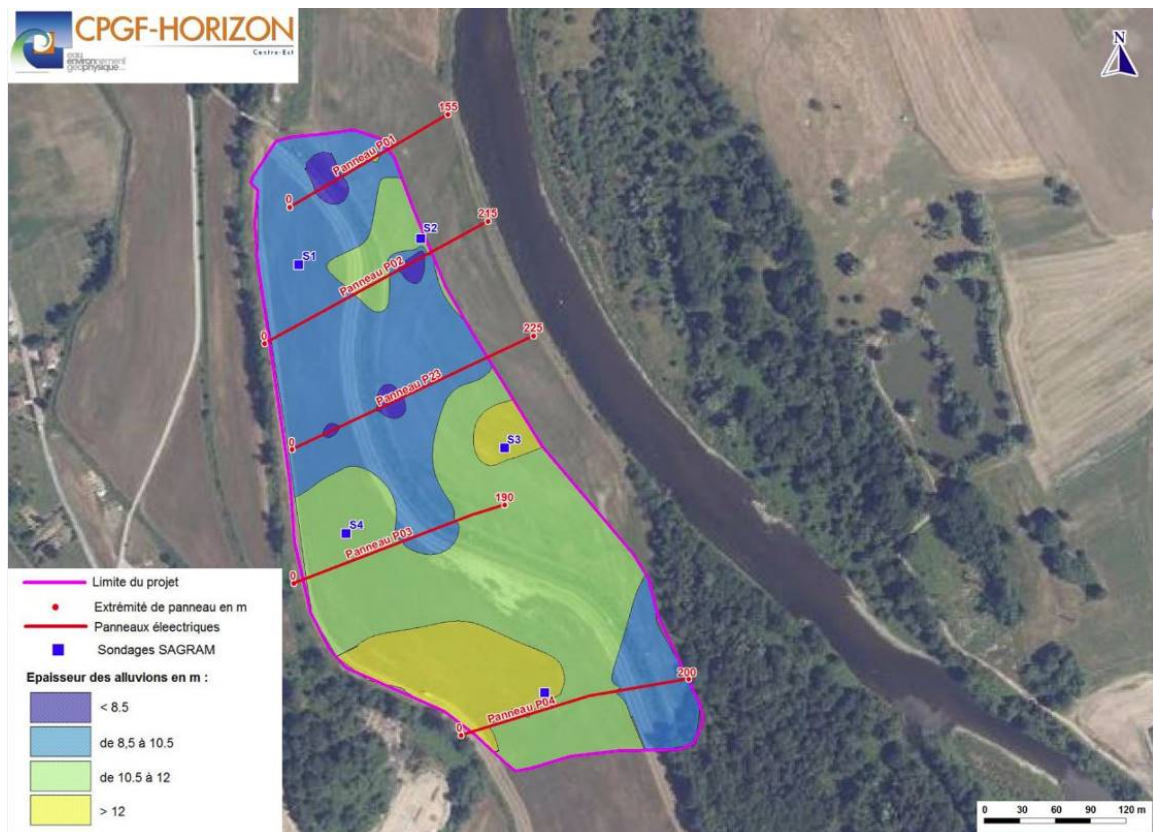 CPGF-HORIZON
Centre-Est
eau
environnement
géophysique...
N
155
Panneau P01
0
215
S2
S1
Panneau P02
0
225
Panneau P23
0
S3
190
S4
Panneau P03
0
200
Panneau P04
0
Limite du projet
Extrémité de panneau en m
Panneaux éleectriques
Sondages SAGRAM
Epaisseur des alluvions en m :
< 8.5
de 8,5 à 10.5
de 10.5 à 12
> 12
0 30 60 90 120 m